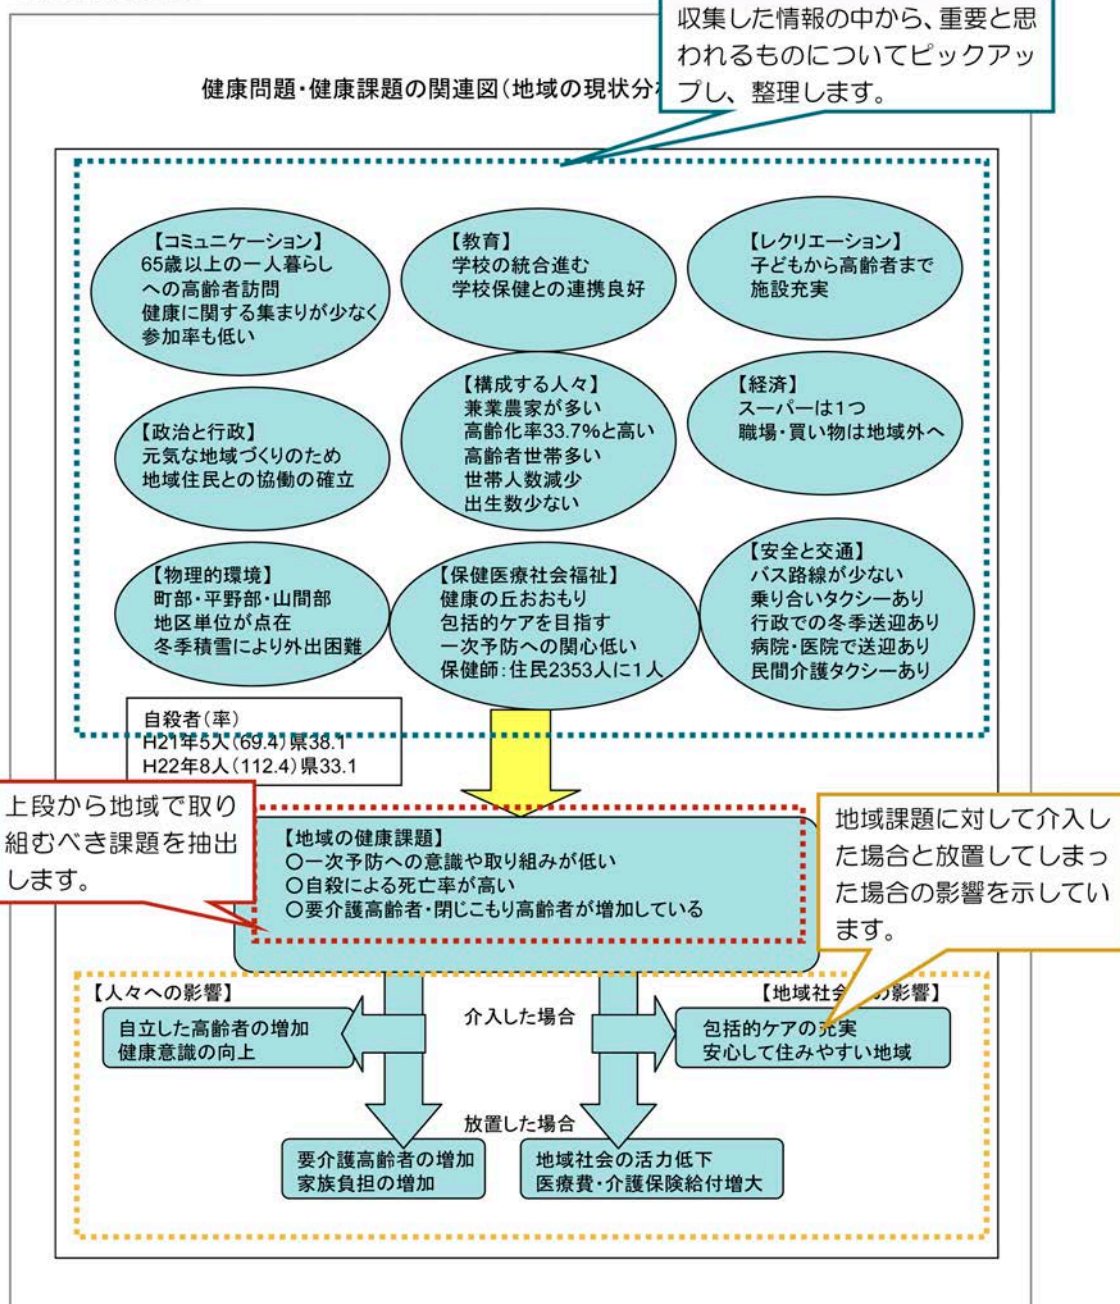 収集した情報の中から、重要と思
われるものについてピックアッ
プし、整理します。
健康問題・健康課題の関連図(地域の現状分
【コミュニケーション】
65歳以上の一人暮らし
への高齢者訪問
健康に関する集まりが少なく
参加率も低い
【教育】
学校の統合進む
学校保健との連携良好
【レクリエーション】
子どもから高齢者まで
施設充実
【政治と行政】
元気な地域づくりのため
地域住民との協働の確立
【構成する人々】
兼業農家が多い
高齢化率33.7%と高い
高齢者世帯多い
世帯人数減少
出生数少ない
【経済】
スーパーは1つ
職場・買い物は地域外へ
【物理的環境】
町部・平野部・山間部
地区単位が点在
冬季積雪により外出困難
【保健医療社会福祉】
健康の丘おおもり
包括的ケアを目指す
一次予防への関心低い
保健師:住民2353人に1人
【安全と交通】
バス路線が少ない
乗り合いタクシーあり
行政での冬季送迎あり
病院・医院で送迎あり
民間介護タクシーあり
自殺者(率)
H21年5人(69.4)県38.1
H22年8人(112.4)県33.1
上段から地域で取り
組むべき課題を抽出
します。
【地域の健康課題】
○一次予防への意識や取り組みが低い
○自殺による死亡率が高い
○要介護高齢者・閉じこもり高齢者が増加している
地域課題に対して介入し
た場合と放置してしまっ
た場合の影響を示してい
ます。
【人々への影響】
【地域社会の影響】
自立した高齢者の増加
健康意識の向上
介入した場合
包括的ケアの充実
安心して住みやすい地域
放置した場合
要介護高齢者の増加
家族負担の増加
地域社会の活力低下
医療費・介護保険給付増大